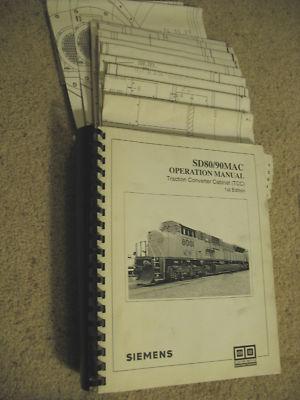 SD80/90MAC
OPERATION MANUAL
Traction Converter Cabinet (TCC)
1st Edition
SIEMENS